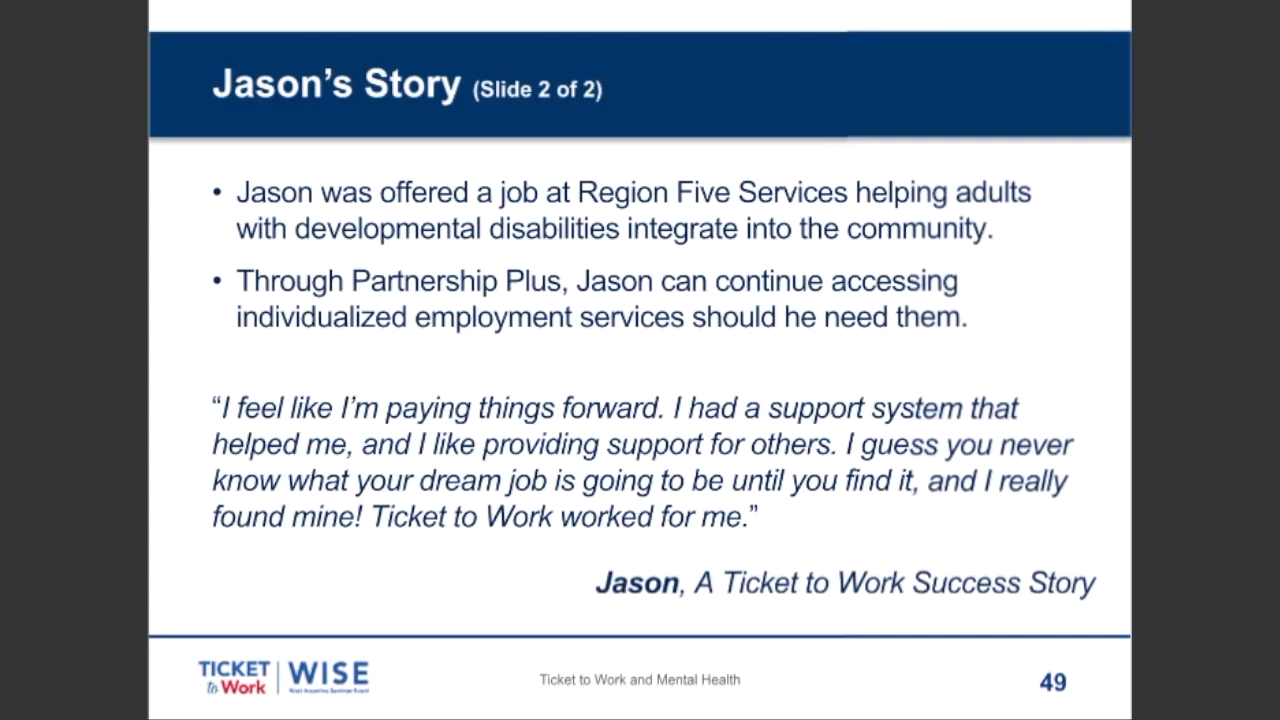 Jason’s Story (Slide 2 of 2)
• Jason was offered a job at Region Five Services helping adults
with developmental disabilities integrate into the community.
• Through Partnership Plus, Jason can continue accessing
individualized employment services should he need them.
“I feel like I’m paying things forward. I had a support system that
helped me, and I like providing support for others. I guess you never
know what your dream job is going to be until you find it, and I really
found mine! Ticket to Work worked for me.”
Jason, A Ticket to Work Success Story
TICKET
to Work
WISE
Work Incentives Seminar Event
Ticket to Work and Mental Health
49